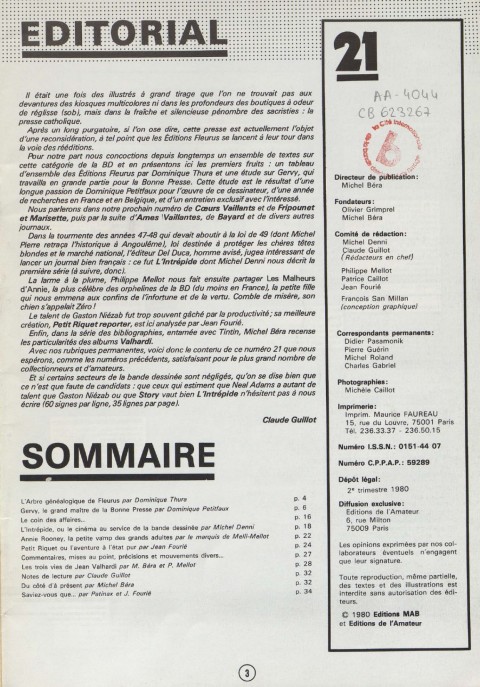 EDITORIAL
Il était une fois des illustrés à grand tirage que l'on ne trouvait pas aux
devantures des kiosques multicolores ni dans les profondeurs des boutiques à odeur
de réglisse (sob), mais dans la fraîche et silencieuse pénombre des sacristies : la
presse catholique.
Après un long purgatoire, si l'on ose dire, cette presse est actuellement l'objet
d'une reconsidération, à tel point que les Editions Fleurus se lancent à leur tour dans
la voie des rééditions.
Pour notre part nous concoctions depuis longtemps un ensemble de textes sur
cette catégorie de la BD et en présentons ici les premiers fruits : un tableau
d'ensemble des Éditions Fleurus par Dominique Thura et une étude sur Gervy, qui
travailla en grande partie pour la Bonne Presse. Cette étude est le résultat d'une
longue passion de Dominique Petitfaux pour l'œuvre de ce dessinateur, d'une année
de recherches en France et en Belgique, et d'un entretien exclusif avec l'intéressé.
Nous parlerons dans notre prochain numéro de Cœurs Vaillants et de Fripounet
et Marisette, puis par la suite d'Ames Vaillantes, de Bayard et de divers autres
journaux.
Dans la tourmente des années 47-48 qui devait aboutir à la loi de 49 (dont Michel
Pierre retraça l'historique à Angoulême), loi destinée à protéger les chères têtes
blondes et le marché national, l'éditeur Del Duca, homme avisé, jugea intéressant de
lancer un journal bien français : ce fut L'Intrépide dont Michel Denni nous décrit la
première série (à suivre, donc).
La larme à la plume, Philippe Mellot nous fait ensuite partager Les Malheurs
d'Annie, la plus célèbre des orphelines de la BD (du moins en France), la petite fille
qui nous emmena aux confins de l'infortune et de la vertu. Comble de misère, son
chien s'appelait Zéro !
Le talent de Gaston Niézab fut trop souvent gâché par la productivité ; sa meilleure
création, Petit Riquet reporter, est ici analysée par Jean Fourié.
Enfin, dans la série des bibliographies, entamée avec Tintin, Michel Béra recense
les particularités des albums Valhardi.
Avec nos rubriques permanentes, voici donc le contenu de ce numéro 21 que nous
espérons, comme les numéros précédents, satisfaisant pour le plus grand nombre de
collectionneurs et d'amateurs.
Et si certains secteurs de la bande dessinée sont négligés, qu'on se dise bien que
ce n'est que faute de candidats : que ceux qui estiment que Neal Adams a autant de
talent que Gaston Niézab ou que Story vaut bien L'Intrépide n'hésitent pas à nous
écrire (60 signes par ligne, 35 lignes par page).
Claude Guillot
SOMMAIRE
L'Arbre généalogique de Fleurus par Dominique Thura p. 4
Gervy, le grand maître de la Bonne Presse par Dominique Petitfaux p. 6
Le coin des affaires... p. 16
L'Intrépide, ou le cinéma au service de la bande dessinée par Michel Denni p. 18
Annie Rooney, la petite vamp des grands adultes par le marquis de Melli-Mellot p. 22
Petit Riquet ou l'aventure à l'état pur par Jean Fourié p. 24
Commentaires, mises au point, précisions et mouvements divers... p. 27
Les trois vies de Jean Valhardi par M. Béra et P. Mellot p. 28
Notes de lecture par Claude Guillot p. 32
Du côté d'à présent par Michel Béra p. 32
Saviez-vous que... par Patinax et J. Fourié p. 34
21
AA-4044
CB 623267
Directeur de publication :
Michel Béra
Fondateurs :
Olivier Grimprel
Michel Béra
Comité de rédaction :
Michel Denni
Claude Guillot
(Rédacteurs en chef)
Philippe Mellot
Patrice Caillot
Jean Fourié
François San Millan
(conception graphique)
Correspondants permanents :
Didier Pasamonik
Pierre Guérin
Michel Roland
Charles Gabriel
Photographies :
Michèle Caillot
Imprimerie :
Imprim. Maurice FAUREAU
15, rue du Louvre, 75001 Paris
Tél. 236.33.37 - 236.50.15
Numéro I.S.S.N. : 0151-44 07
Numéro C.P.P.A.P. : 59289
Dépôt légal :
2e trimestre 1980
Diffusion exclusive :
Editions de l'Amateur
6, rue Milton
75009 Paris
Les opinions exprimées par nos col-
laborateurs éventuels n'engagent
que leur signature.
Toute reproduction, même partielle,
des textes et des illustrations est
interdite sans autorisation des édi-
teurs.
© 1980 Editions MAB
et Editions de l'Amateur
3